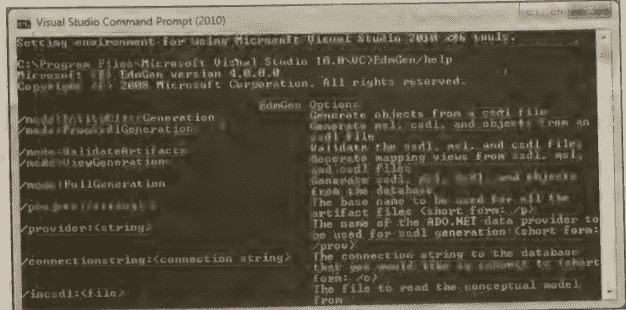 Visual Studio Command Prompt (2010)
Setting environment for using Microsoft Visual Studio 2010 x86 tools.
C:\Program Files\Microsoft Visual Studio 10.0\VC>EdmGen/help
Microsoft (R) EdmGen version 4.0.0.0
Copyright (C) 2008 Microsoft Corporation. All rights reserved.
EdmGen Options
/mode:EntityClassGeneration Generate objects from a csdl file
/mode:FromSsdlGeneration Generate msl, csdl, and objects from an
ssdl file
/mode:ValidateArtifacts Validate the ssdl, msl, and csdl files
/mode:ViewGeneration Generate mapping views from ssdl, msl,
and csdl files
/mode:FullGeneration Generate ssdl, msl, csdl, and objects
from the database
/project:<string> The base name to be used for all the
artifact files (short form: /p)
/provider:<string> The name of the ADO.NET data provider to
be used for ssdl generation (short form:
/prov)
/connectionstring:<connection string> The connection string to the database
that you would like to connect to (short
form: /c)
/incsdl:<file> The file to read the conceptual model
from